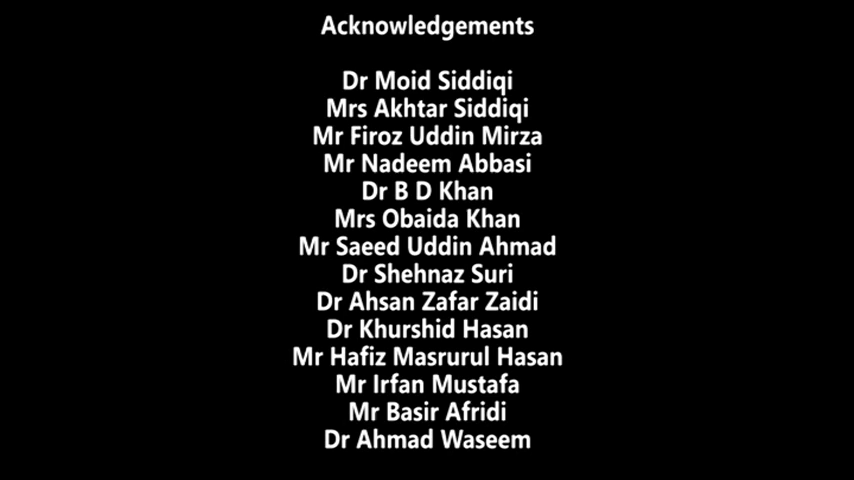 Acknowledgements
Dr Moid Siddiqi
Mrs Akhtar Siddiqi
Mr Firoz Uddin Mirza
Mr Nadeem Abbasi
Dr B D Khan
Mrs Obaida Khan
Mr Saeed Uddin Ahmad
Dr Shehnaz Suri
Dr Ahsan Zafar Zaidi
Dr Khurshid Hasan
Mr Hafiz Masrurul Hasan
Mr Irfan Mustafa
Mr Basir Afridi
Dr Ahmad Waseem